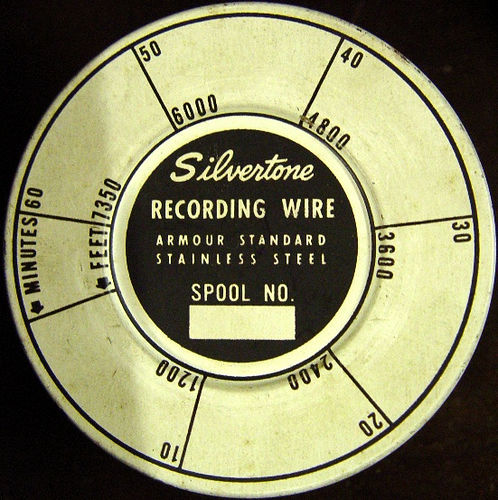 Silvertone
RECORDING WIRE
ARMOUR STANDARD
STAINLESS STEEL
SPOOL NO.
MINUTES 60
50
40
30
20
10
FEET 7350
6000
4800
3600
2400
1200